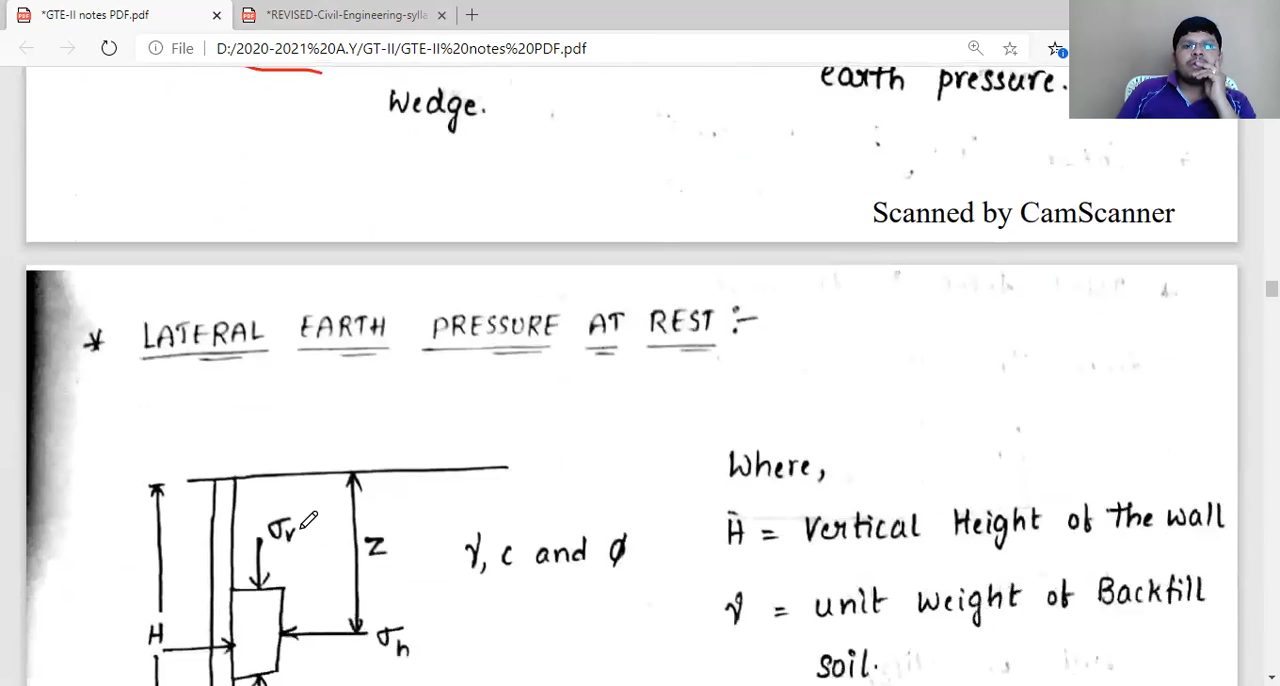 *GTE-II notes PDF.pdf
*REVISED-Civil-Engineering-sylla
File
D:/2020-2021%20A.Y/GT-II/GTE-II%20notes%20PDF.pdf
Wedge.
earth pressure.
Scanned by CamScanner
* LATERAL EARTH PRESSURE AT REST :-
σv
Z
γ, c and φ
H
σh
Where,
H = Vertical Height of The wall
γ = unit weight of Backfill
soil.